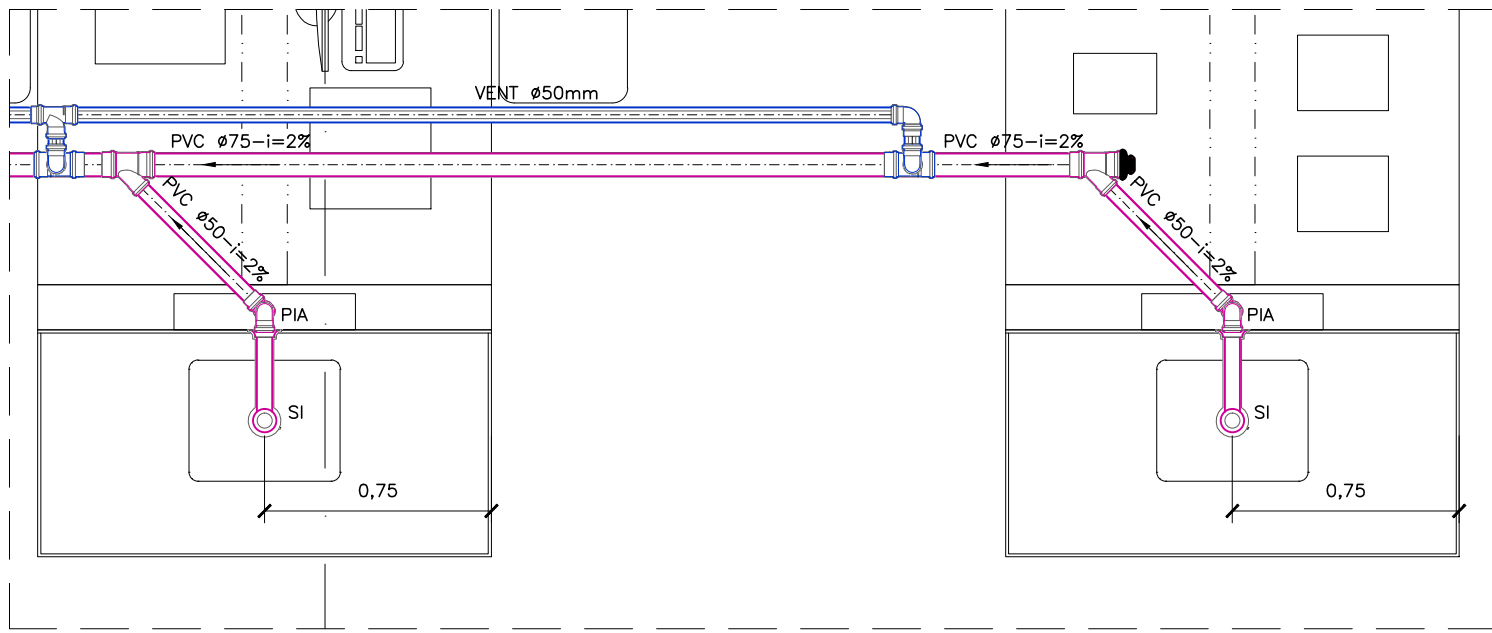 VENT ø50mm
PVC ø75-i=2%
PVC ø75-i=2%
PVC ø50-i=2%
PVC ø50-i=2%
PIA
PIA
SI
SI
0,75
0,75